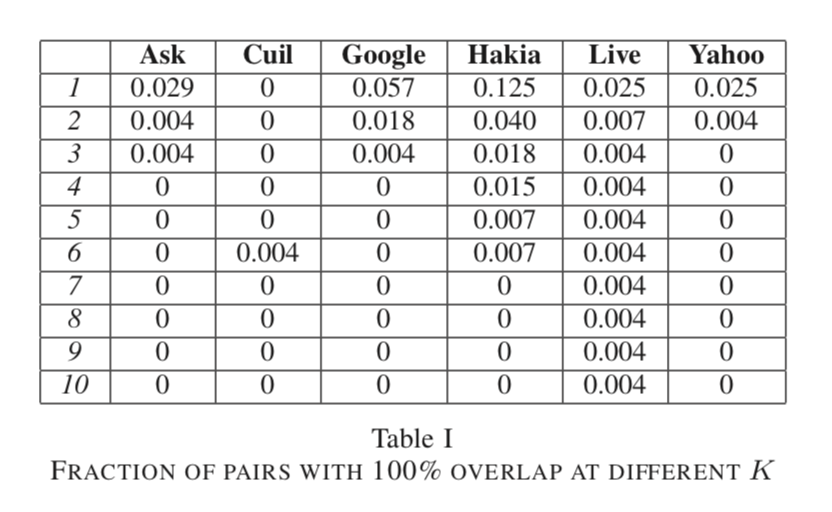 Ask Cuil Google Hakia Live Yahoo
1 0.029 0 0.057 0.125 0.025 0.025
2 0.004 0 0.018 0.040 0.007 0.004
3 0.004 0 0.004 0.018 0.004 0
4 0 0 0 0.015 0.004 0
5 0 0 0 0.007 0.004 0
6 0 0.004 0 0.007 0.004 0
7 0 0 0 0 0.004 0
8 0 0 0 0 0.004 0
9 0 0 0 0 0.004 0
10 0 0 0 0 0.004 0
Table I
FRACTION OF PAIRS WITH 100% OVERLAP AT DIFFERENT K